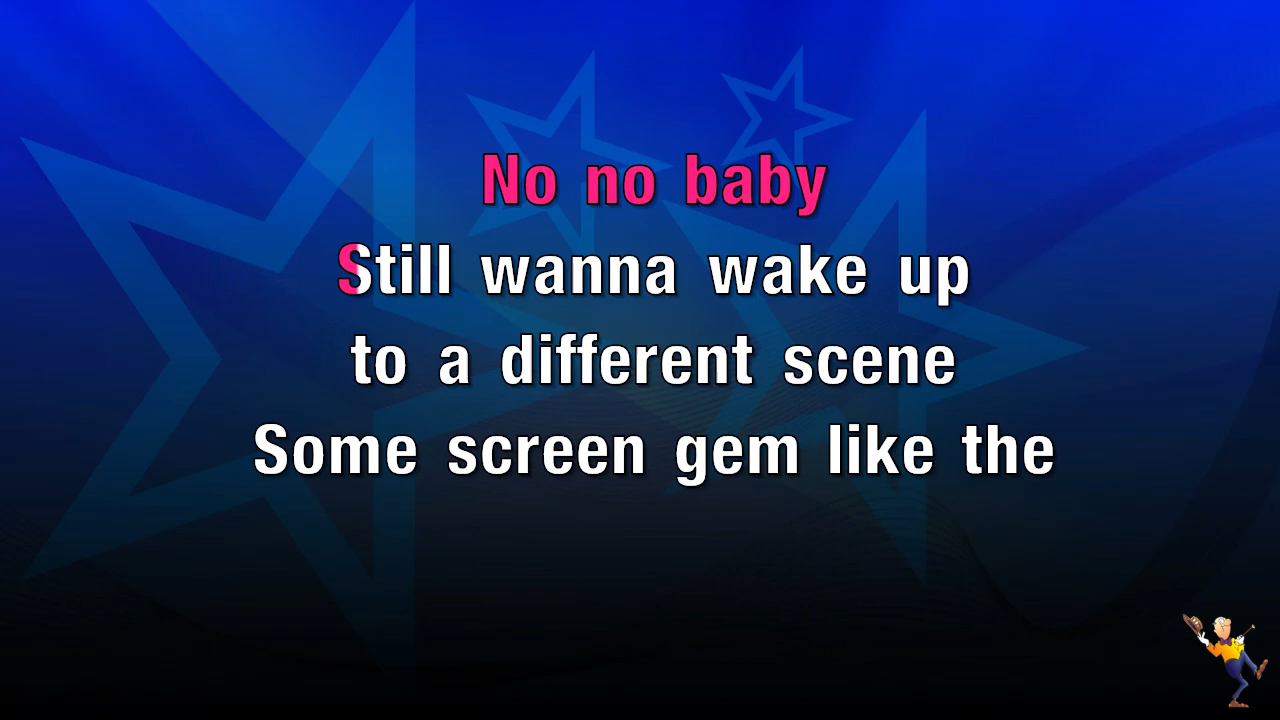 No no baby
Still wanna wake up
to a different scene
Some screen gem like the